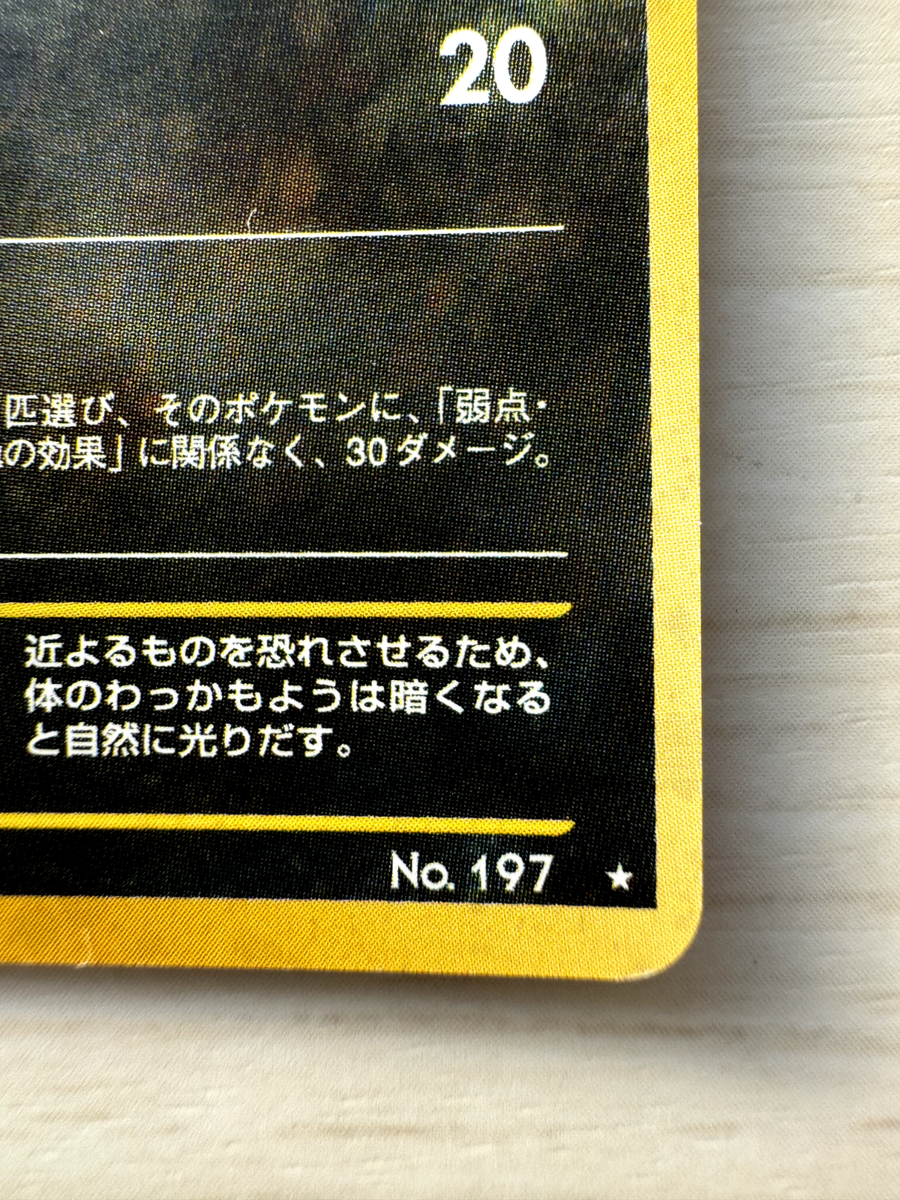 20
匹選び、そのポケモンに、「弱点・
の効果」に関係なく、30ダメージ。
近よるものを恐れさせるため、
体のわっかもようは暗くなる
と自然に光りだす。
No. 197 ★